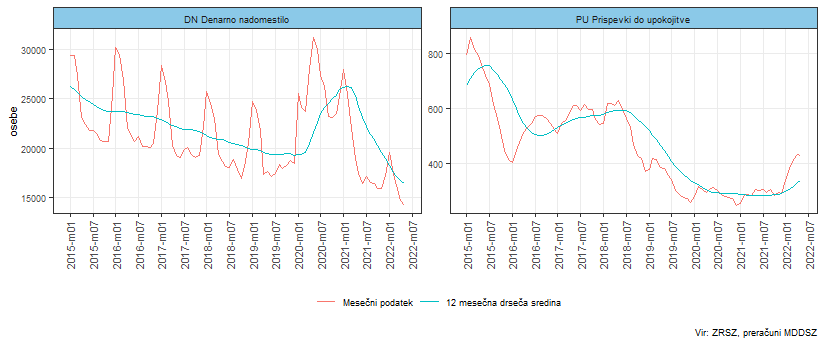 DN Denarno nadomestilo
PU Prispevki do upokojitve
osebe
30000
25000
20000
15000
800
600
400
2015-m01
2015-m07
2016-m01
2016-m07
2017-m01
2017-m07
2018-m01
2018-m07
2019-m01
2019-m07
2020-m01
2020-m07
2021-m01
2021-m07
2022-m01
2022-m07
2015-m01
2015-m07
2016-m01
2016-m07
2017-m01
2017-m07
2018-m01
2018-m07
2019-m01
2019-m07
2020-m01
2020-m07
2021-m01
2021-m07
2022-m01
2022-m07
Mesečni podatek
12 mesečna drseča sredina
Vir: ZRSZ, preračuni MDDSZ